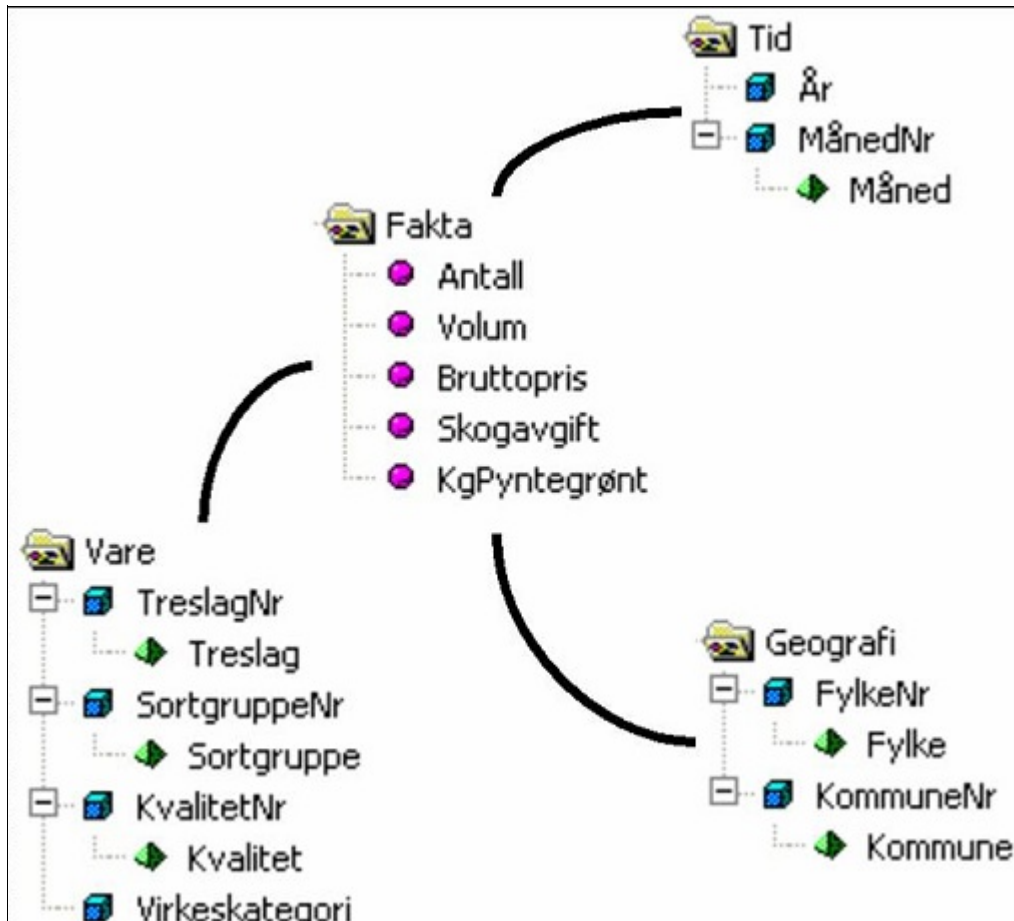 Tid
År
MånedNr
Måned
Fakta
Antall
Volum
Bruttopris
Skogavgift
KgPyntegrønt
Vare
TreslagNr
Treslag
SortgruppeNr
Sortgruppe
KvalitetNr
Kvalitet
Virkeskategori
Geografi
FylkeNr
Fylke
KommuneNr
Kommune